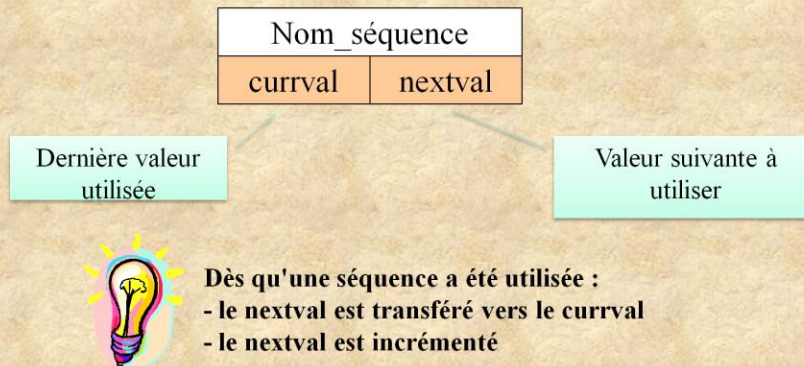 Nom_séquence
currval nextval
Dernière valeur
utilisée
Valeur suivante à
utiliser
Dès qu'une séquence a été utilisée :
- le nextval est transféré vers le currval
- le nextval est incrémenté